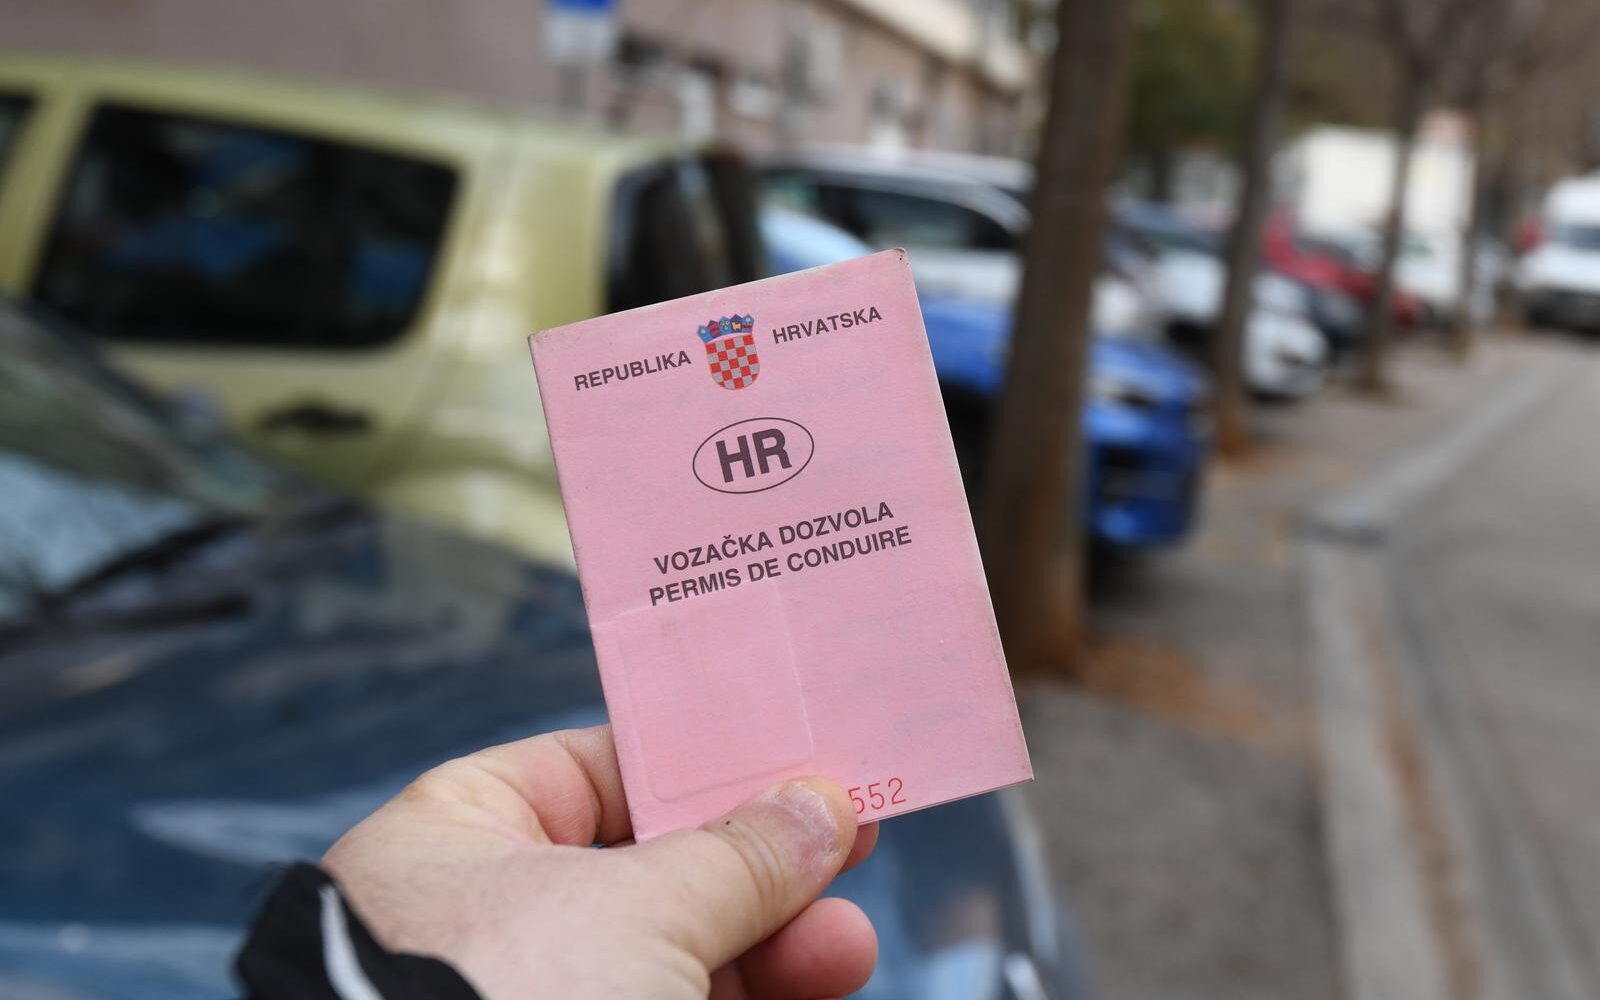 REPUBLIKA HRVATSKA
HR
VOZAČKA DOZVOLA
PERMIS DE CONDUIRE
552